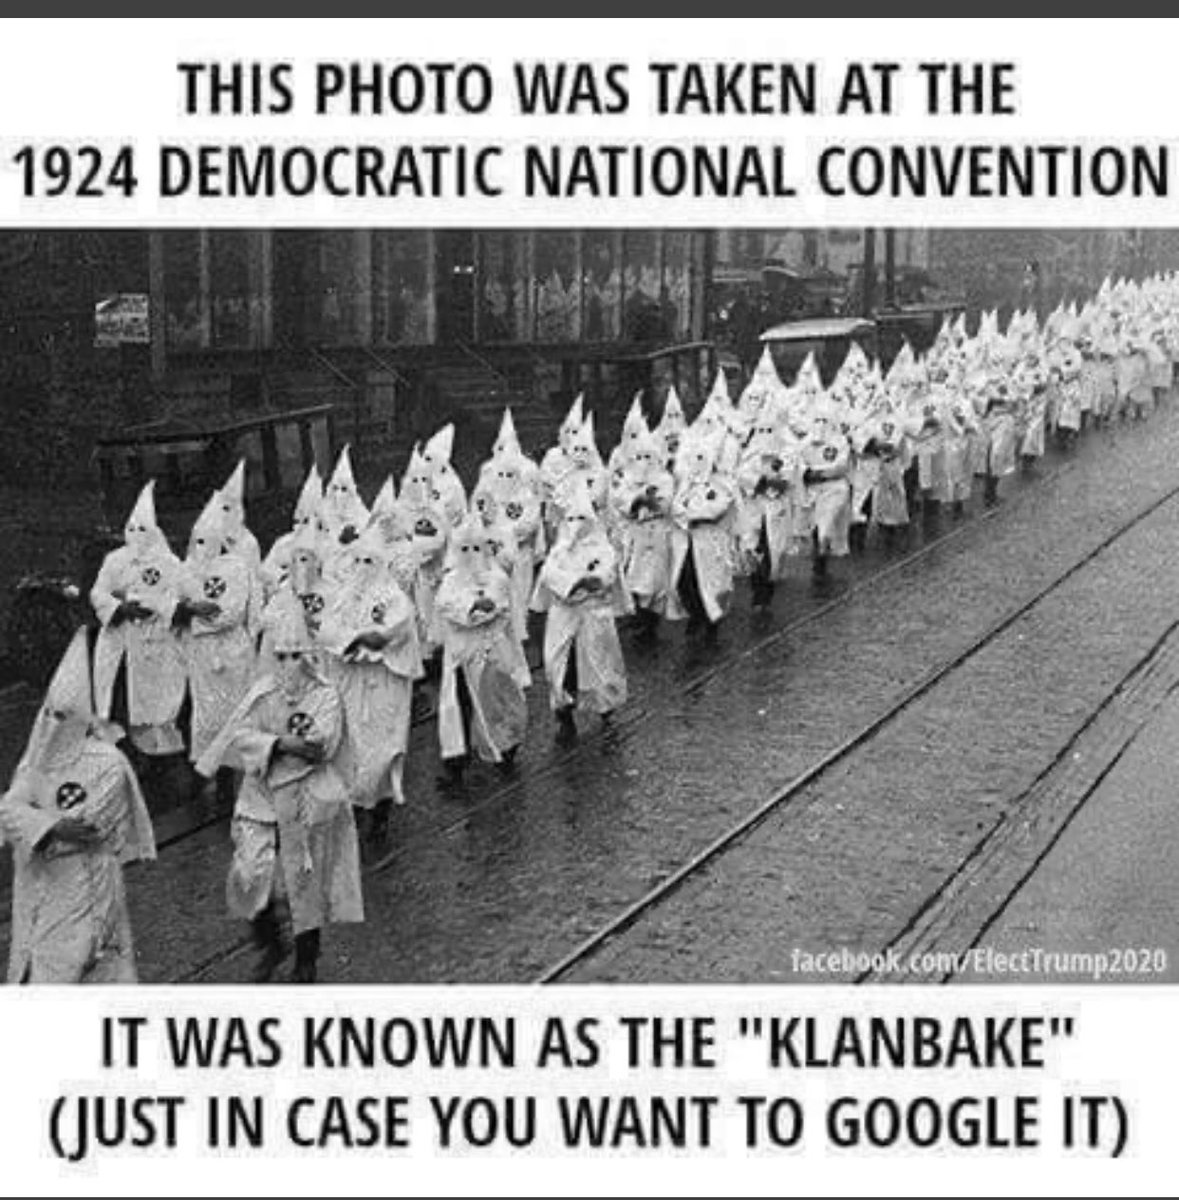 THIS PHOTO WAS TAKEN AT THE
1924 DEMOCRATIC NATIONAL CONVENTION
facebook.com/ElectTrump2020
IT WAS KNOWN AS THE "KLANBAKE"
(JUST IN CASE YOU WANT TO GOOGLE IT)